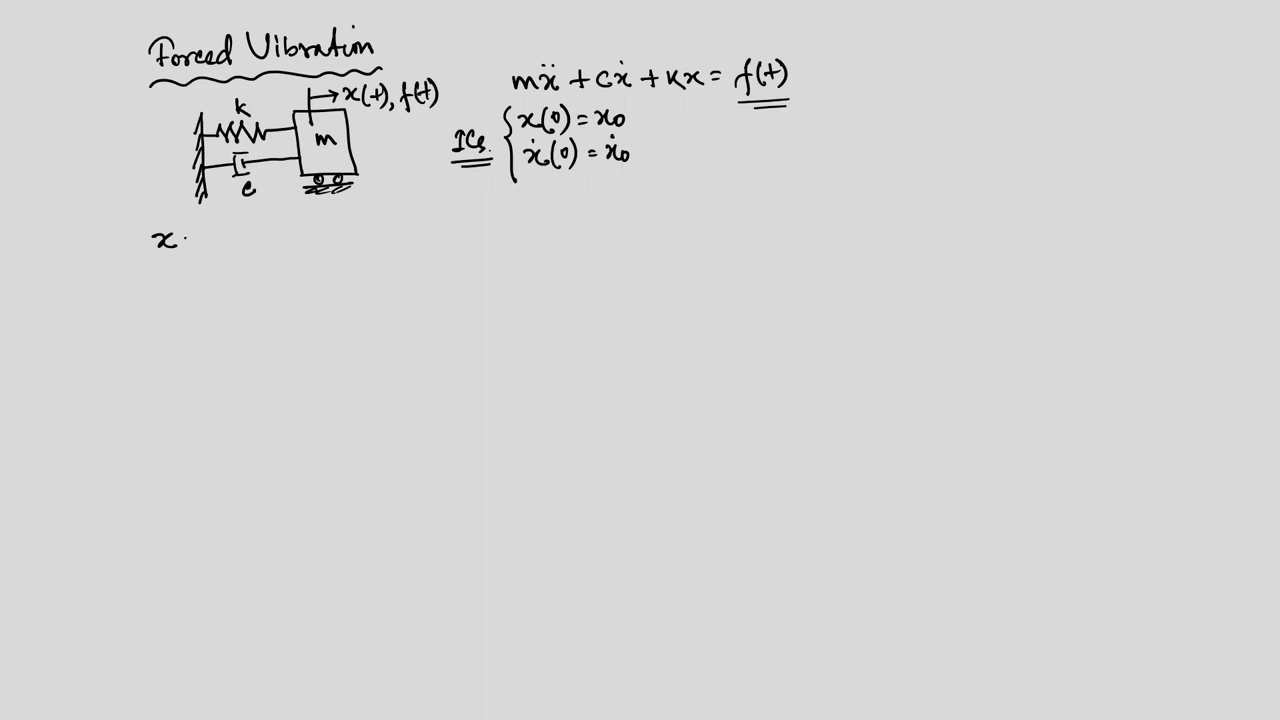 Forced Vibration
mẍ + cẋ + kx = f(t)
x(t), f(t)
k
m
c
ICs.
x(0) = x₀
ẋ(0) = ẋ₀
x